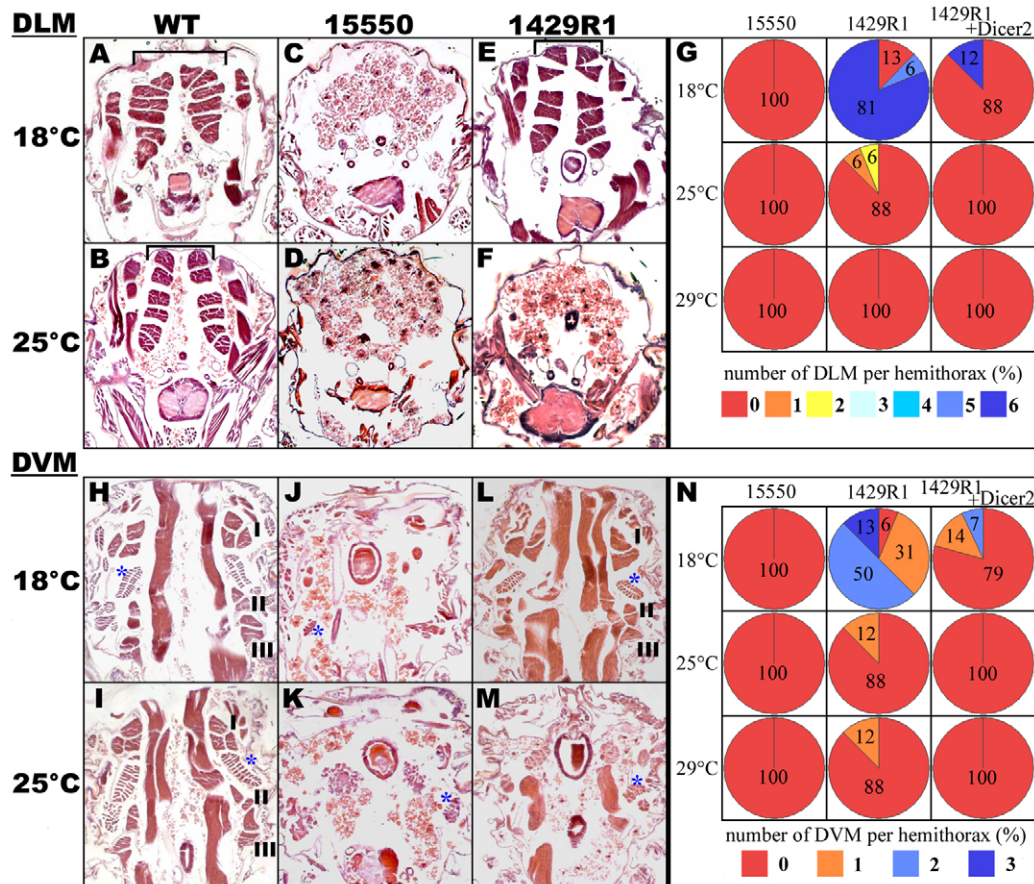 DLM WT 15550 1429R1
A C E
18°C
B D F
25°C
G 15550 1429R1 1429R1
+Dicer2
18°C 100 13 6 81 12 88
25°C 100 6 6 88 100
29°C 100 100 100
number of DLM per hemithorax (%)
0 1 2 3 4 5 6
DVM
H J L
18°C
I * * I *
II II
III III
I K M
25°C
I * * *
II
III
N 15550 1429R1 1429R1
+Dicer2
18°C 100 13 6 31 50 14 7 79
25°C 100 12 88 100
29°C 100 12 88 100
number of DVM per hemithorax (%)
0 1 2 3